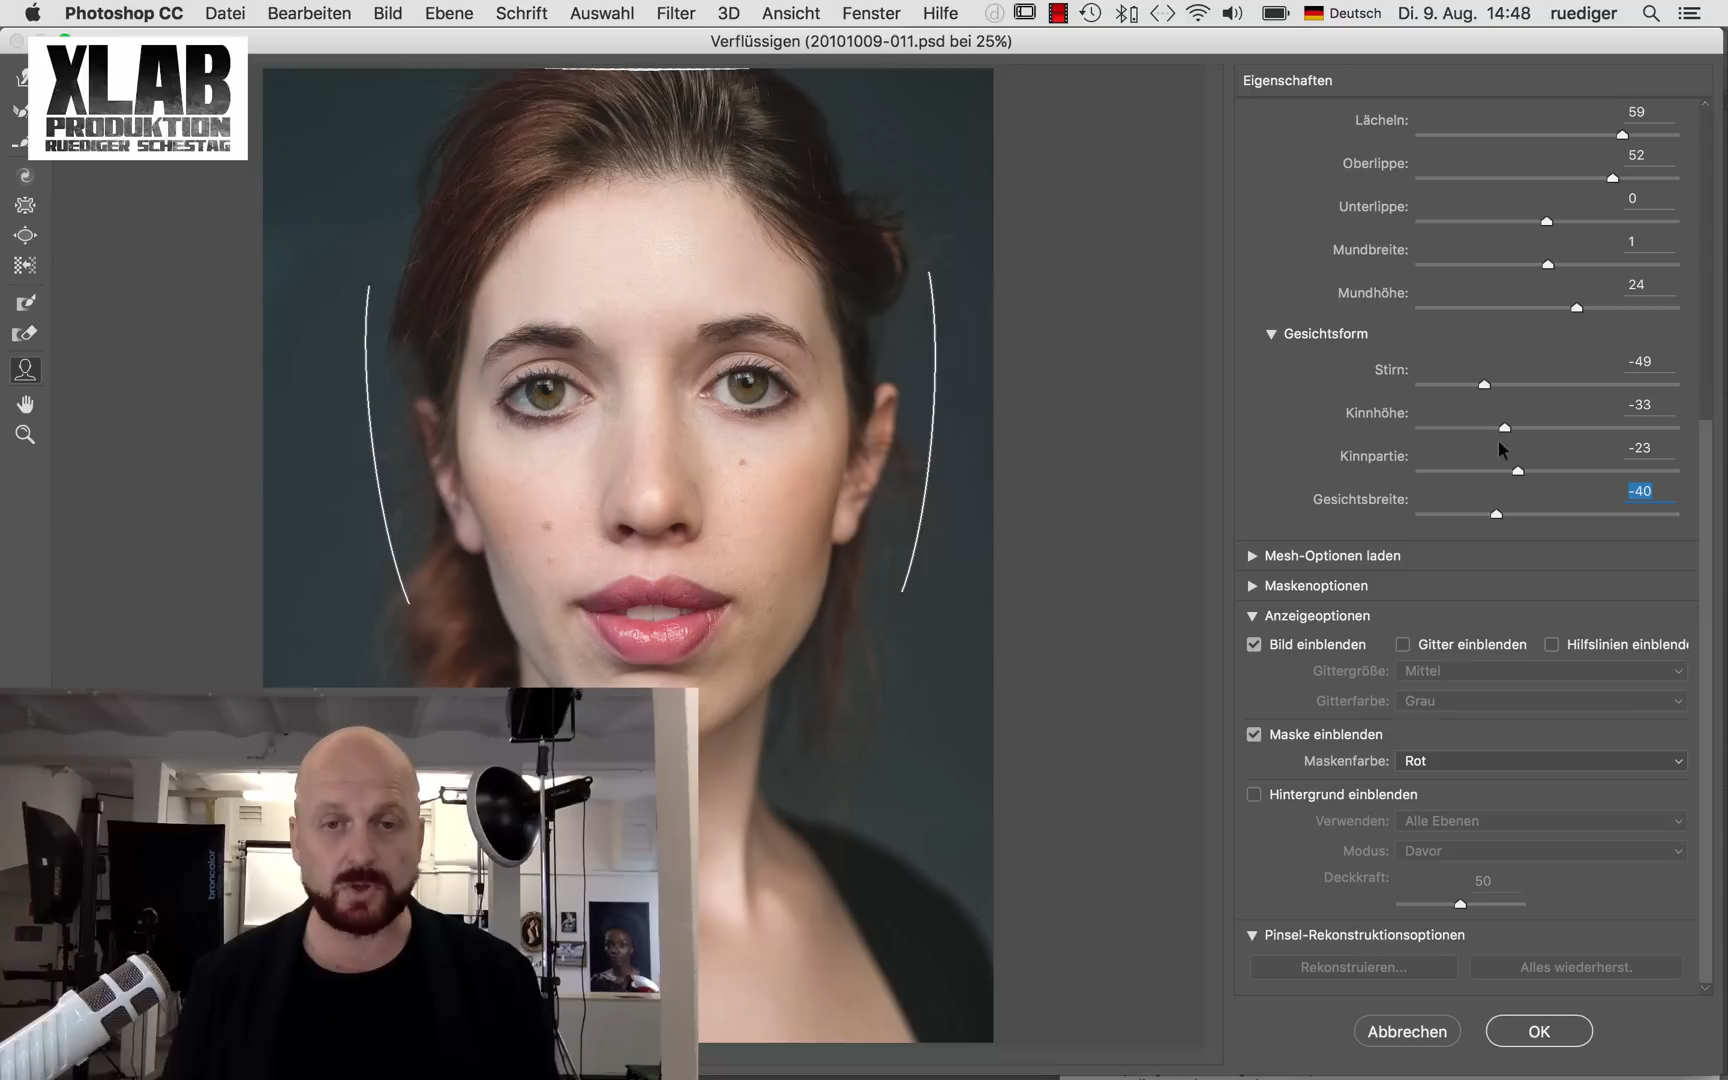 Photoshop CC Datei Bearbeiten Bild Ebene Schrift Auswahl Filter 3D Ansicht Fenster Hilfe Deutsch Di. 9. Aug. 14:48 ruediger
Verflüssigen (20101009-011.psd bei 25%)
XLAB
PRODUKTION
RUEDIGER SCHESTAG
Eigenschaften
Lächeln: 59
Oberlippe: 52
Unterlippe: 0
Mundbreite: 1
Mundhöhe: 24
Gesichtsform
Stirn: -49
Kinnhöhe: -33
Kinnpartie: -23
Gesichtsbreite: -40
Mesh-Optionen laden
Maskenoptionen
Anzeigeoptionen
Bild einblenden Gitter einblenden Hilfslinien einblende
Gittergröße: Mittel
Gitterfarbe: Grau
Maske einblenden
Maskenfarbe: Rot
Hintergrund einblenden
Verwenden: Alle Ebenen
Modus: Davor
Deckkraft: 50
Pinsel-Rekonstruktionsoptionen
Rekonstruieren... Alles wiederherst.
Abbrechen OK
broncolor